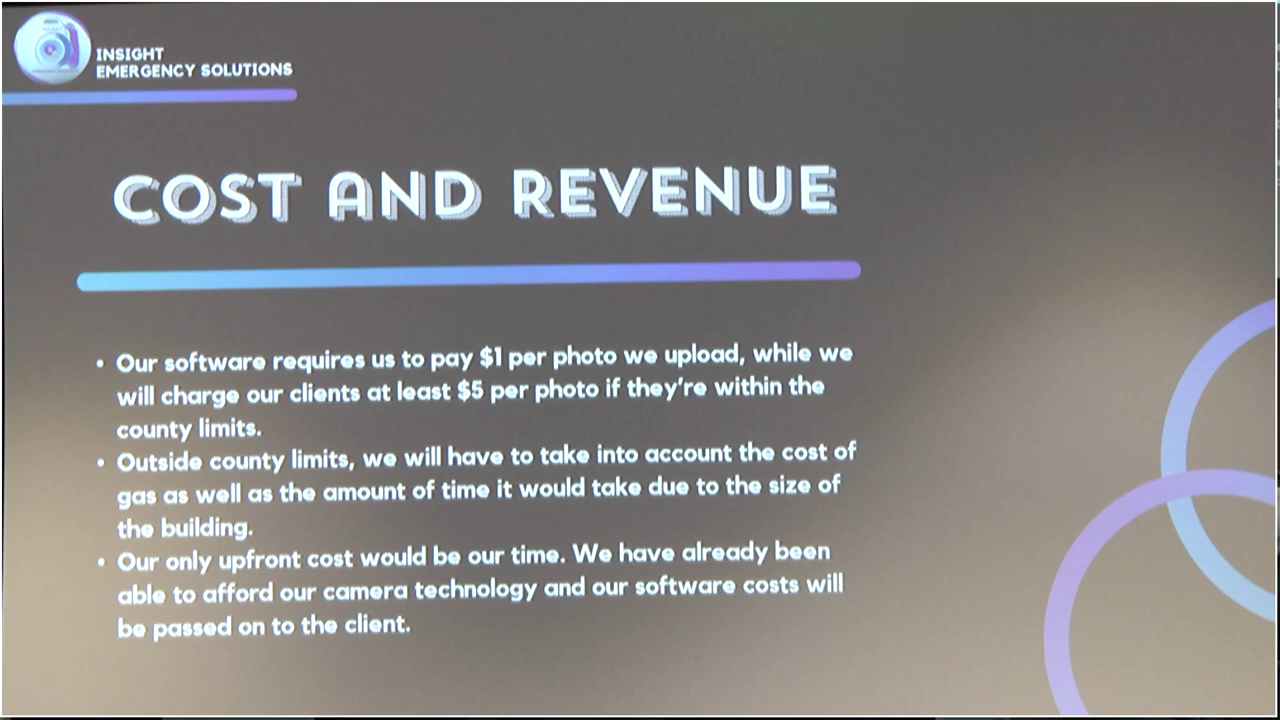 INSIGHT
EMERGENCY SOLUTIONS
COST AND REVENUE
• Our software requires us to pay $1 per photo we upload, while we
will charge our clients at least $5 per photo if they're within the
county limits.
• Outside county limits, we will have to take into account the cost of
gas as well as the amount of time it would take due to the size of
the building.
• Our only upfront cost would be our time. We have already been
able to afford our camera technology and our software costs will
be passed on to the client.